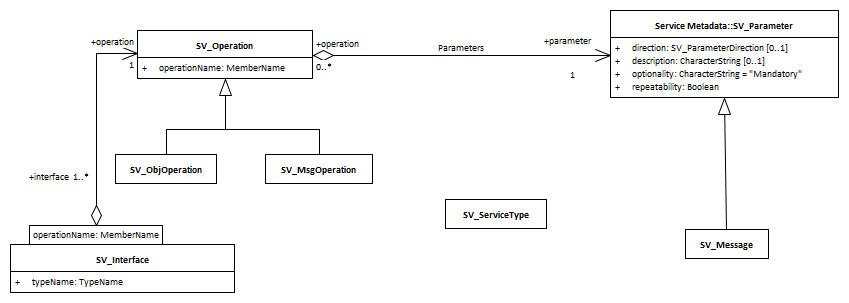 Service Metadata::SV_Parameter
+ direction: SV_ParameterDirection [0..1]
+ description: CharacterString [0..1]
+ optionality: CharacterString = "Mandatory"
+ repeatability: Boolean
+operation
SV_Operation
+ operationName: MemberName
1
+operation
0..*
Parameters
+parameter
1
SV_ObjOperation
SV_MsgOperation
+interface 1..*
SV_ServiceType
operationName: MemberName
SV_Interface
+ typeName: TypeName
SV_Message